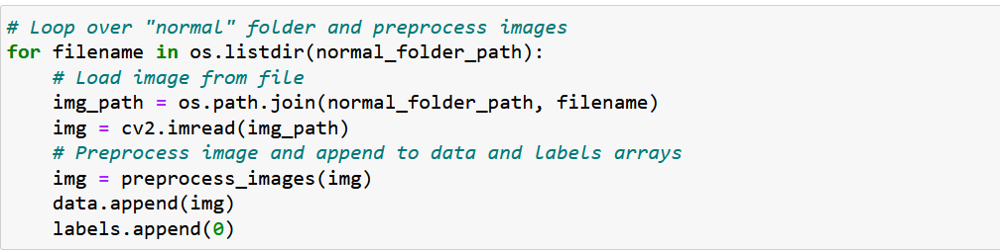 # Loop over "normal" folder and preprocess images
for filename in os.listdir(normal_folder_path):
    # Load image from file
    img_path = os.path.join(normal_folder_path, filename)
    img = cv2.imread(img_path)
    # Preprocess image and append to data and labels arrays
    img = preprocess_images(img)
    data.append(img)
    labels.append(0)